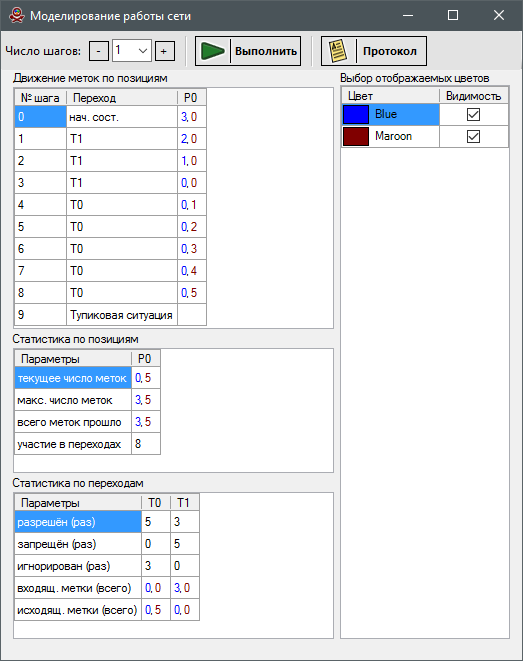 Моделирование работы сети
Число шагов: - 1 + Выполнить Протокол
Движение меток по позициям
№ шага Переход P0
0 нач. сост. 3, 0
1 T1 2, 0
2 T1 1, 0
3 T1 0, 0
4 T0 0, 1
5 T0 0, 2
6 T0 0, 3
7 T0 0, 4
8 T0 0, 5
9 Тупиковая ситуация
Статистика по позициям
Параметры P0
текущее число меток 0, 5
макс. число меток 3, 5
всего меток прошло 3, 5
участие в переходах 8
Статистика по переходам
Параметры T0 T1
разрешён (раз) 5 3
запрещён (раз) 0 5
игнорирован (раз) 3 0
входящ. метки (всего) 0, 0 3, 0
исходящ. метки (всего) 0, 5 0, 0
Выбор отображаемых цветов
Цвет Видимость
Blue
Maroon